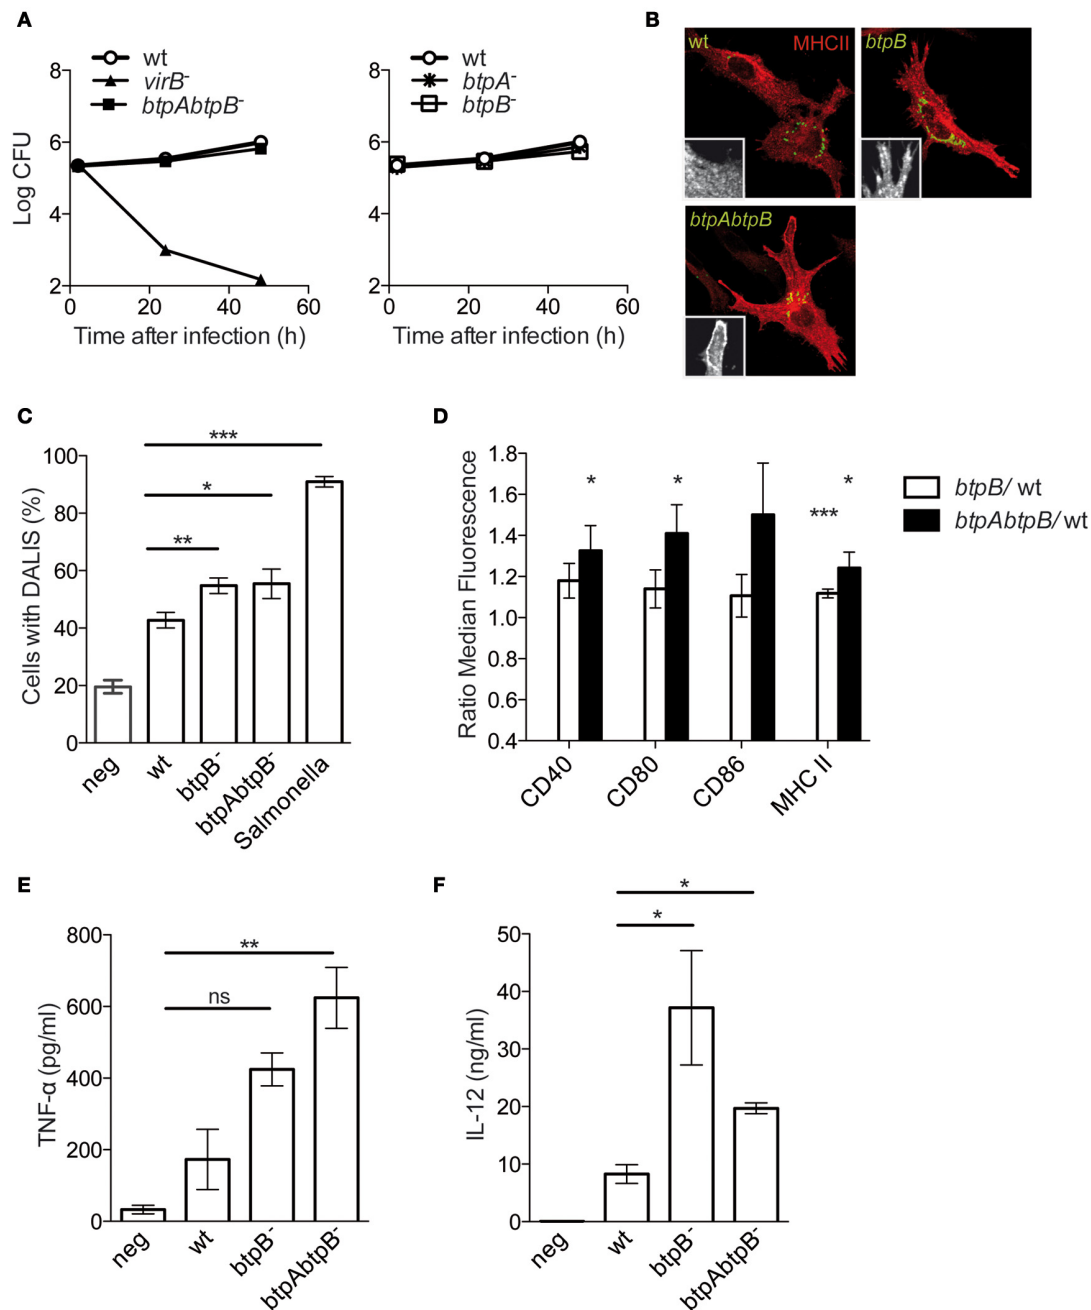 A
wt
virB-
btpAbtpB-
8
6
4
2
Log CFU
0
20
40
60
Time after infection (h)
wt
btpA-
btpB-
8
6
4
2
0
20
40
60
Time after infection (h)
B
wt
MHCII
btpB
btpAbtpB
C
***
*
**
100
80
60
40
20
0
Cells with DALIS (%)
neg
wt
btpB-
btpAbtpB-
Salmonella
D
1.8
1.6
1.4
1.2
1.0
0.8
0.6
0.4
Ratio Median Fluorescence
*
*
***
*
CD40
CD80
CD86
MHC II
btpB/ wt
btpAbtpB/ wt
E
**
ns
800
600
400
200
0
TNF-α (pg/ml)
neg
wt
btpB-
btpAbtpB-
F
*
*
50
40
30
20
10
0
IL-12 (ng/ml)
neg
wt
btpB-
btpAbtpB-